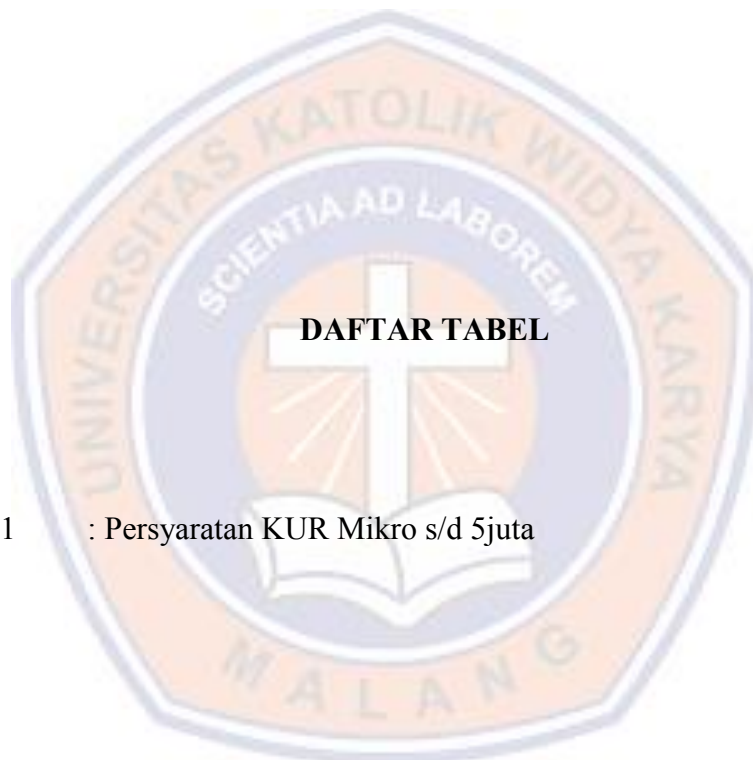 UNIVERSITAS KATOLIK WIDYA KARYA
SCIENTIA AD LABOREM
DAFTAR TABEL
1 : Persyaratan KUR Mikro s/d 5juta
MALANG